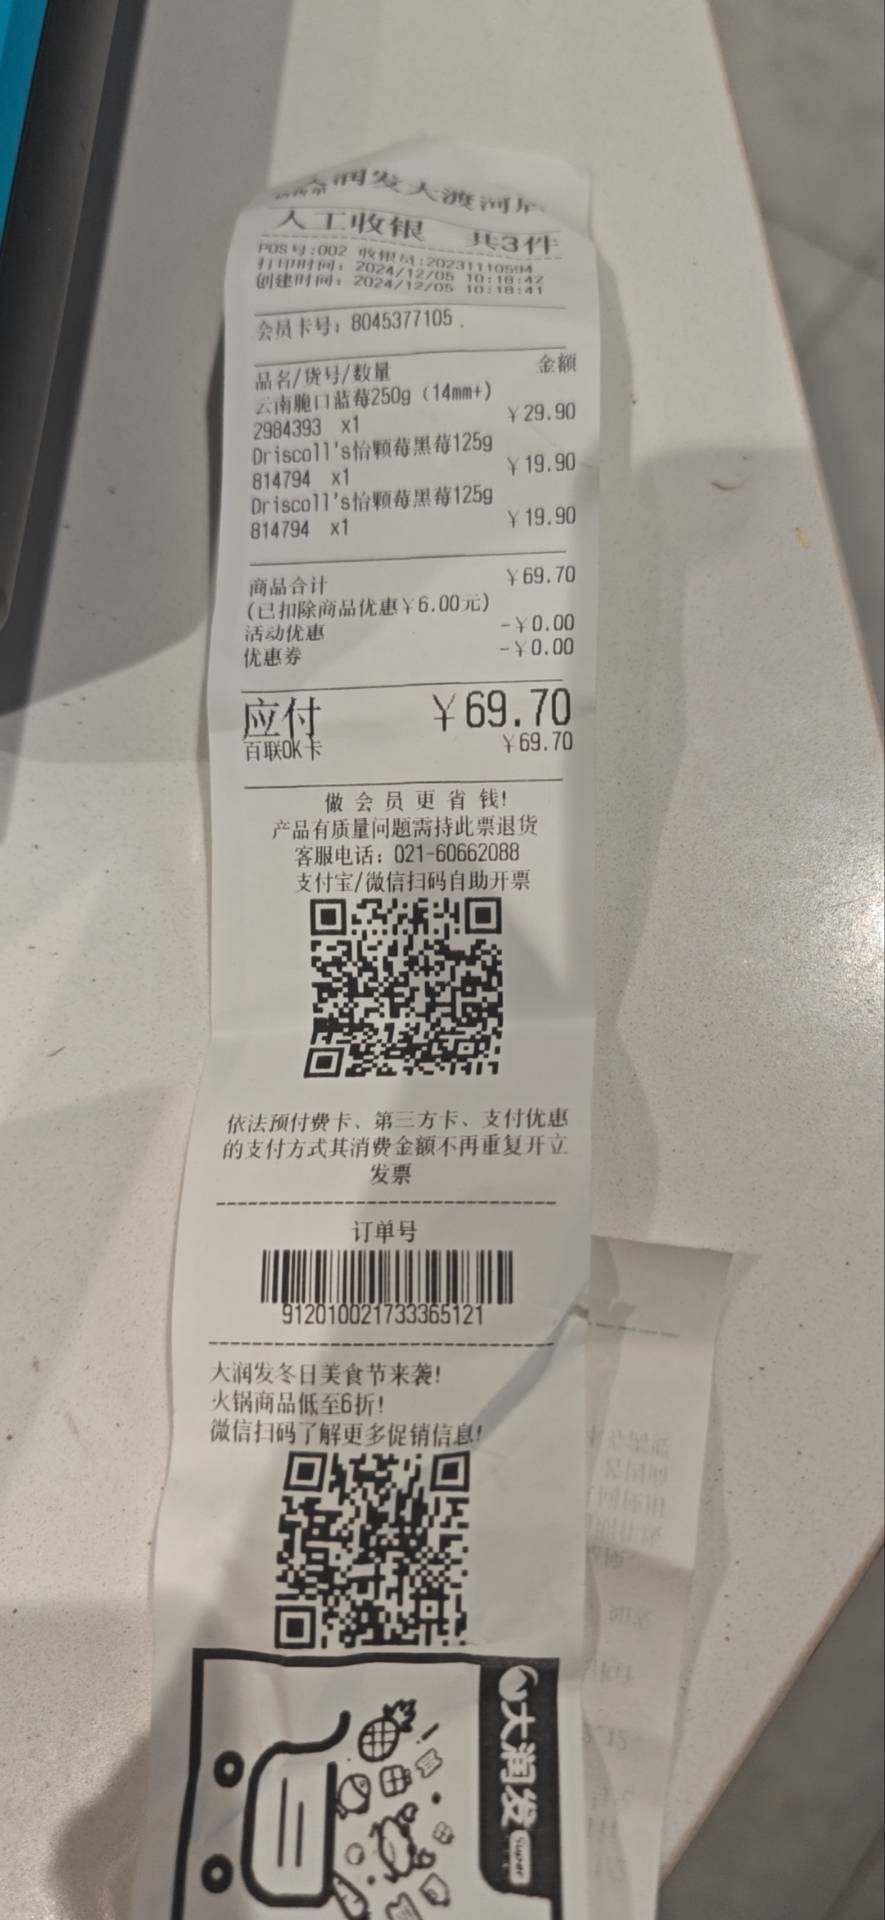 大润发大渡河店
人工收银 共3件
POS号:002 收银员:20231110594
打印时间: 2024/12/05 10:18:42
创建时间: 2024/12/05 10:18:41
会员卡号: 8045377105
品名/货号/数量 金额
云南脆口蓝莓250g（14mm+)
2984393 x1 ￥29.90
Driscoll's怡颗莓黑莓125g
814794 x1 ￥19.90
Driscoll's怡颗莓黑莓125g
814794 x1 ￥19.90
商品合计 ￥69.70
(已扣除商品优惠￥6.00元)
活动优惠 -￥0.00
优惠券 -￥0.00
应付 ￥69.70
百联OK卡 ￥69.70
做会员更省钱!
产品有质量问题需持此票退货
客服电话: 021-60662088
支付宝/微信扫码自助开票
依法预付费卡、第三方卡、支付优惠
的支付方式其消费金额不再重复开立
发票
订单号
912010021733365121
大润发冬日美食节来袭!
火锅商品低至6折!
微信扫码了解更多促销信息!
大润发 Super